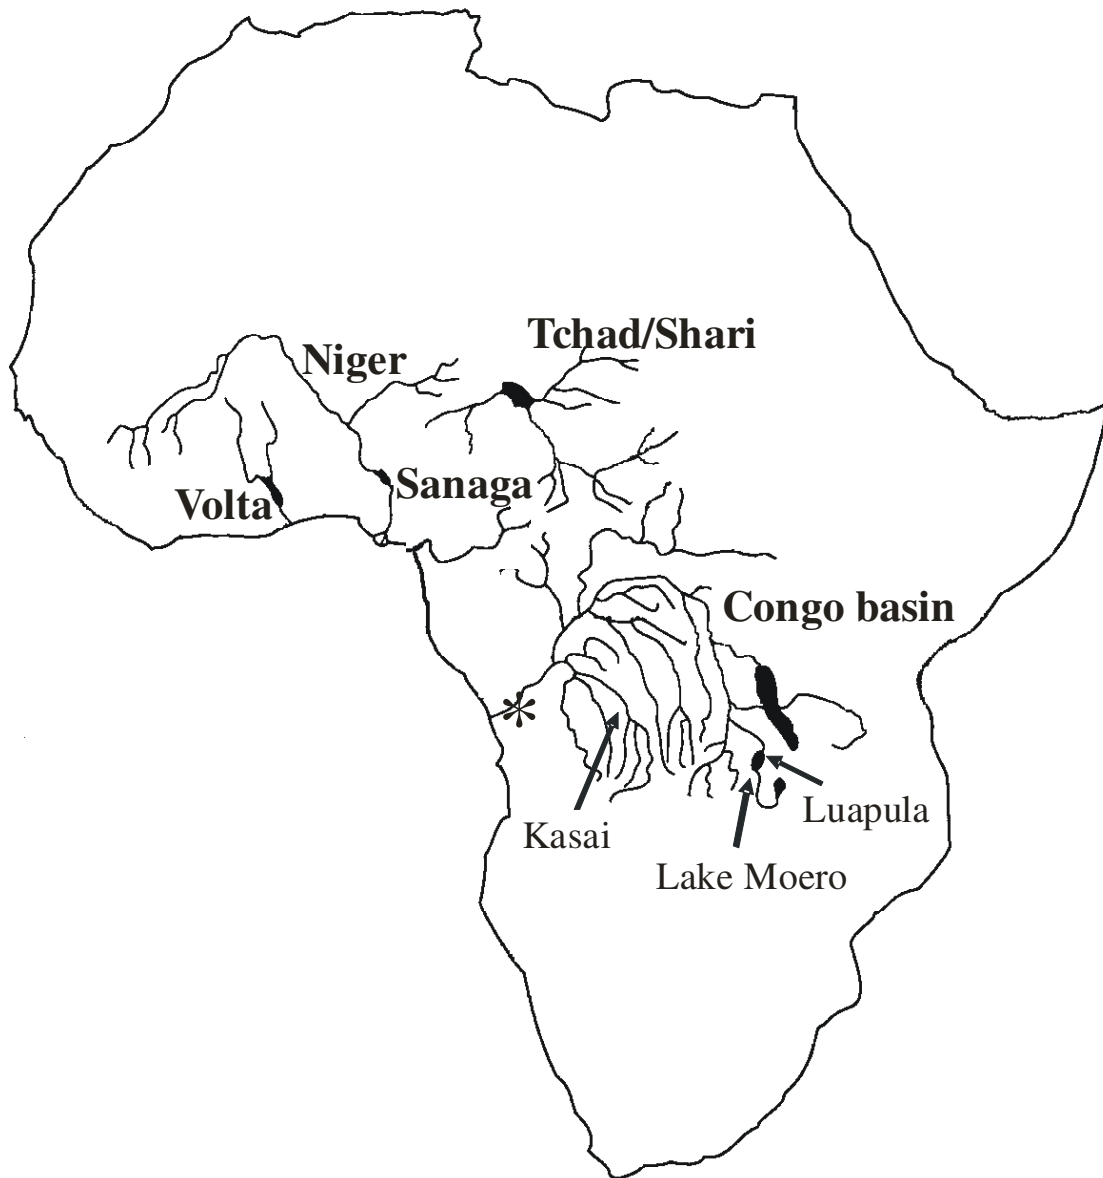 Tchad/Shari
Niger
Sanaga
Volta
Congo basin
*
Luapula
Kasai
Lake Moero